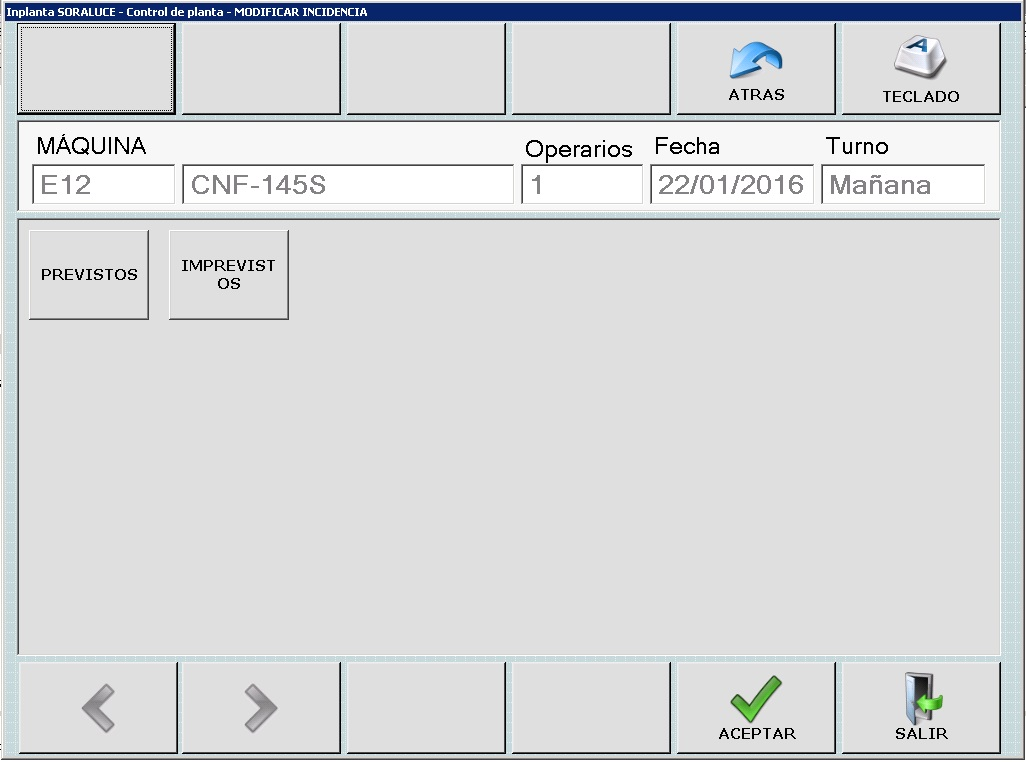 Inplanta SORALUCE - Control de planta - MODIFICAR INCIDENCIA
ATRAS
TECLADO
MÁQUINA
Operarios
Fecha
Turno
E12
CNF-145S
1
22/01/2016
Mañana
PREVISTOS
IMPREVIST
OS
ACEPTAR
SALIR